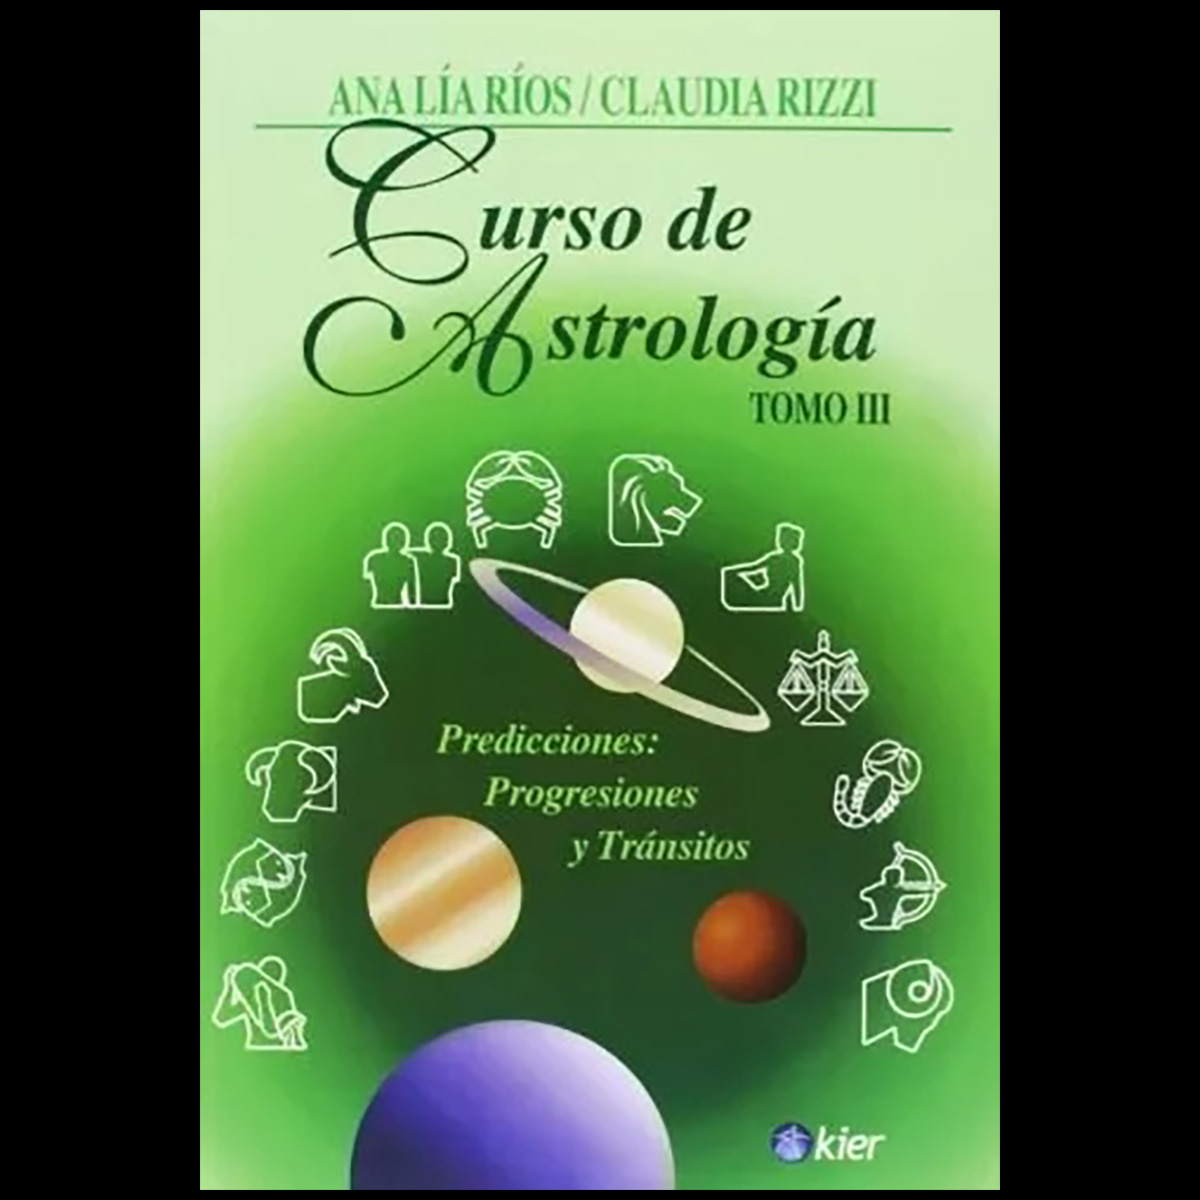 ANA LÍA RÍOS / CLAUDIA RIZZI
Curso de
Astrología
TOMO III
Predicciones:
Progresiones
y Tránsitos
kier